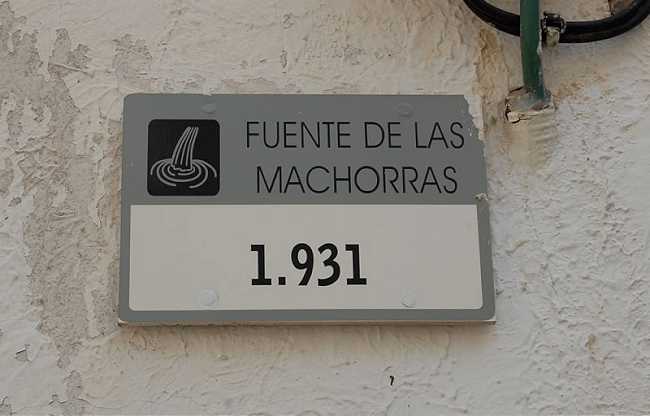 FUENTE DE LAS
MACHORRAS
1.931